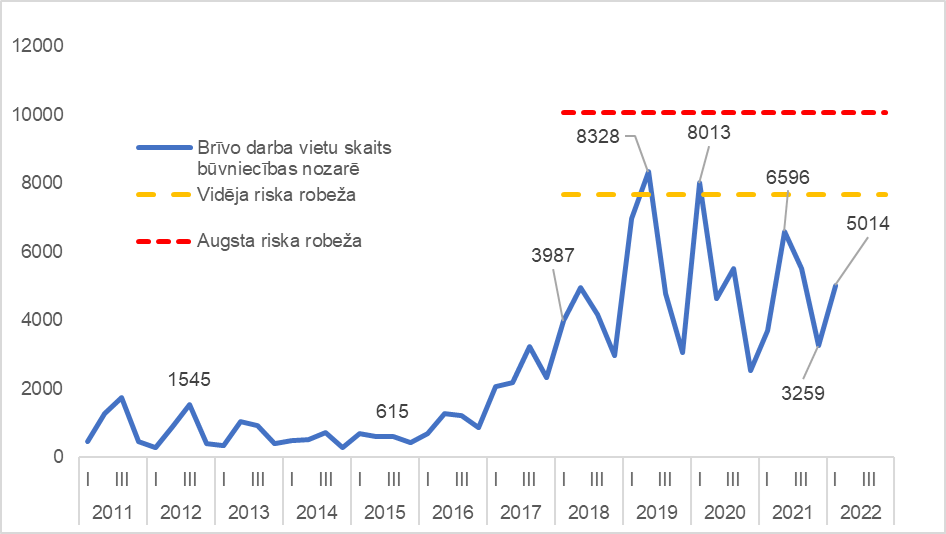 12000
10000
8000
6000
4000
2000
0
Brīvo darba vietu skaits
būvniecības nozarē
Vidēja riska robeža
Augsta riska robeža
1545
615
3987
8328
8013
6596
3259
5014
I III I III I III I III I III I III I III I III I III I III I III I III
2011 2012 2013 2014 2015 2016 2017 2018 2019 2020 2021 2022